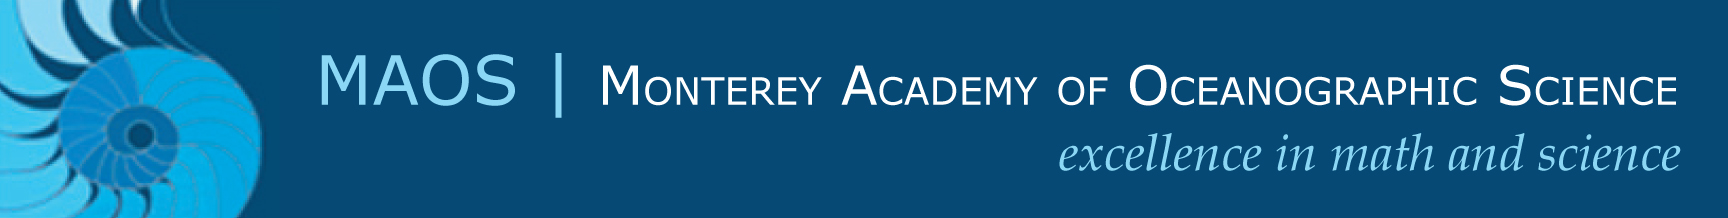 MAOS | Monterey Academy of Oceanographic Science
excellence in math and science